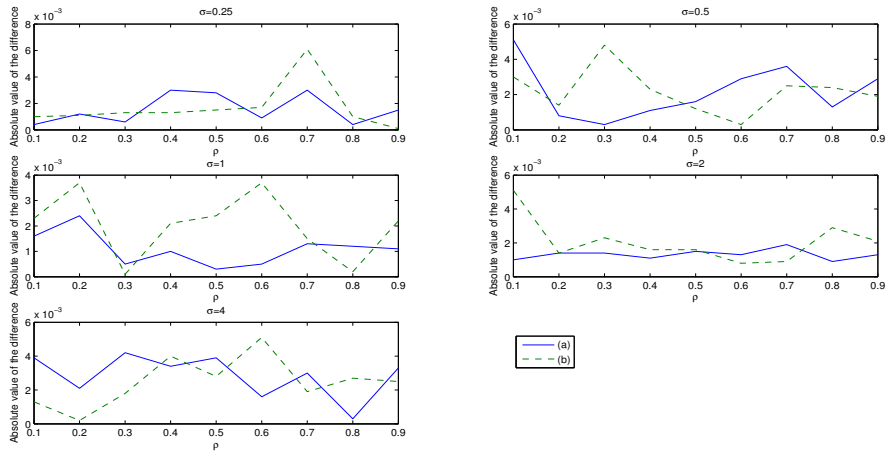 σ=0.25
x 10⁻³
Absolute value of the difference
8
6
4
2
0
0.1 0.2 0.3 0.4 0.5 0.6 0.7 0.8 0.9
ρ
σ=0.5
x 10⁻³
Absolute value of the difference
6
4
2
0
0.1 0.2 0.3 0.4 0.5 0.6 0.7 0.8 0.9
ρ
σ=1
x 10⁻³
Absolute value of the difference
4
3
2
1
0
0.1 0.2 0.3 0.4 0.5 0.6 0.7 0.8 0.9
ρ
σ=2
x 10⁻³
Absolute value of the difference
6
4
2
0
0.1 0.2 0.3 0.4 0.5 0.6 0.7 0.8 0.9
ρ
σ=4
x 10⁻³
Absolute value of the difference
6
4
2
0
0.1 0.2 0.3 0.4 0.5 0.6 0.7 0.8 0.9
ρ
(a)
(b)